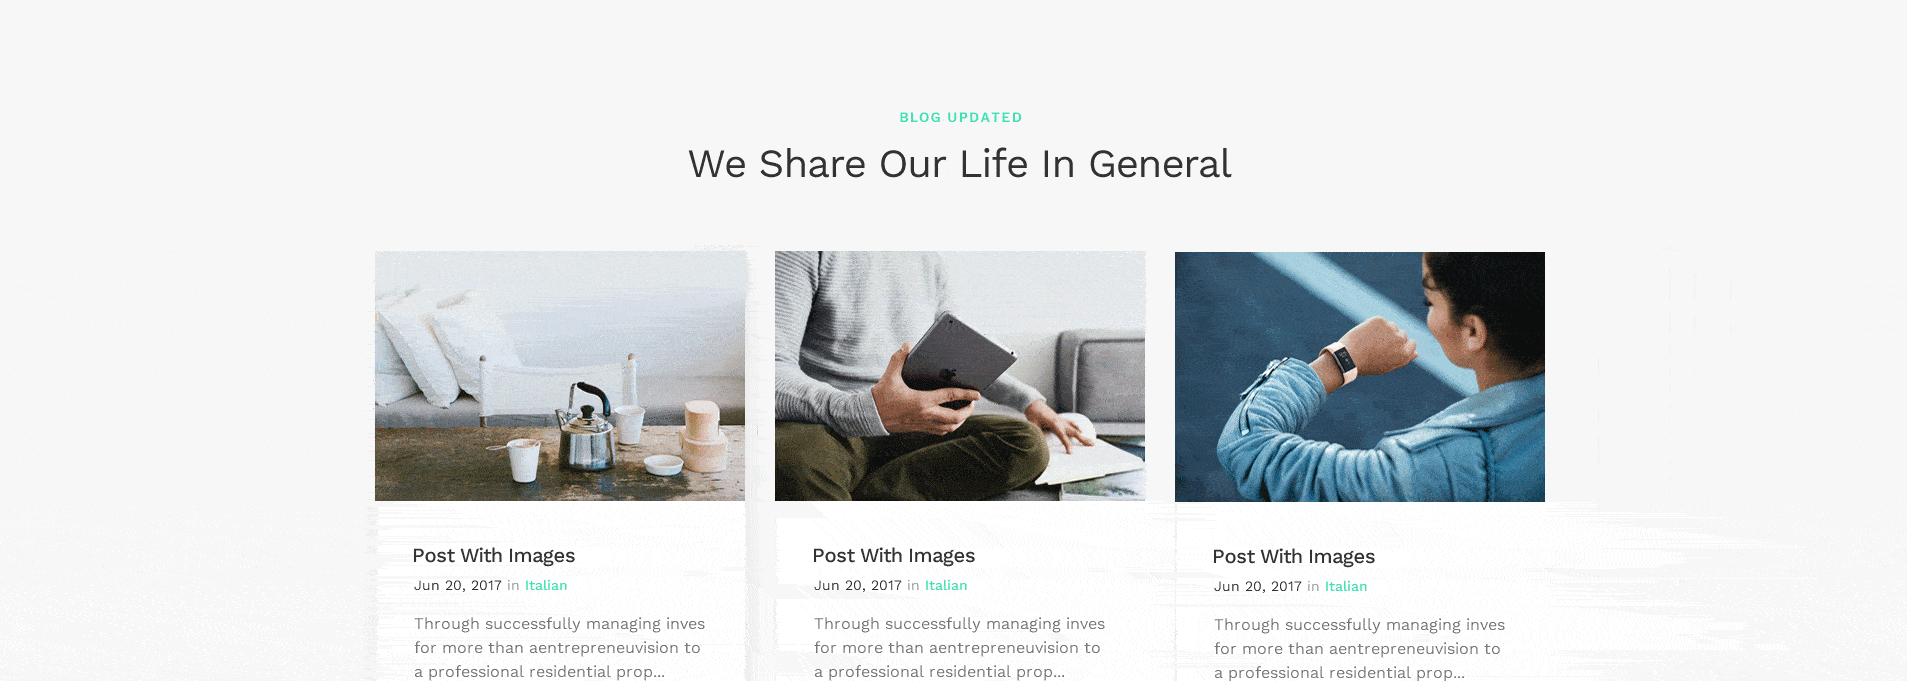 BLOG UPDATED
We Share Our Life In General
Post With Images
Jun 20, 2017 in Italian
Through successfully managing inves
for more than aentrepreneuvision to
a professional residential prop...
Post With Images
Jun 20, 2017 in Italian
Through successfully managing inves
for more than aentrepreneuvision to
a professional residential prop...
Post With Images
Jun 20, 2017 in Italian
Through successfully managing inves
for more than aentrepreneuvision to
a professional residential prop...